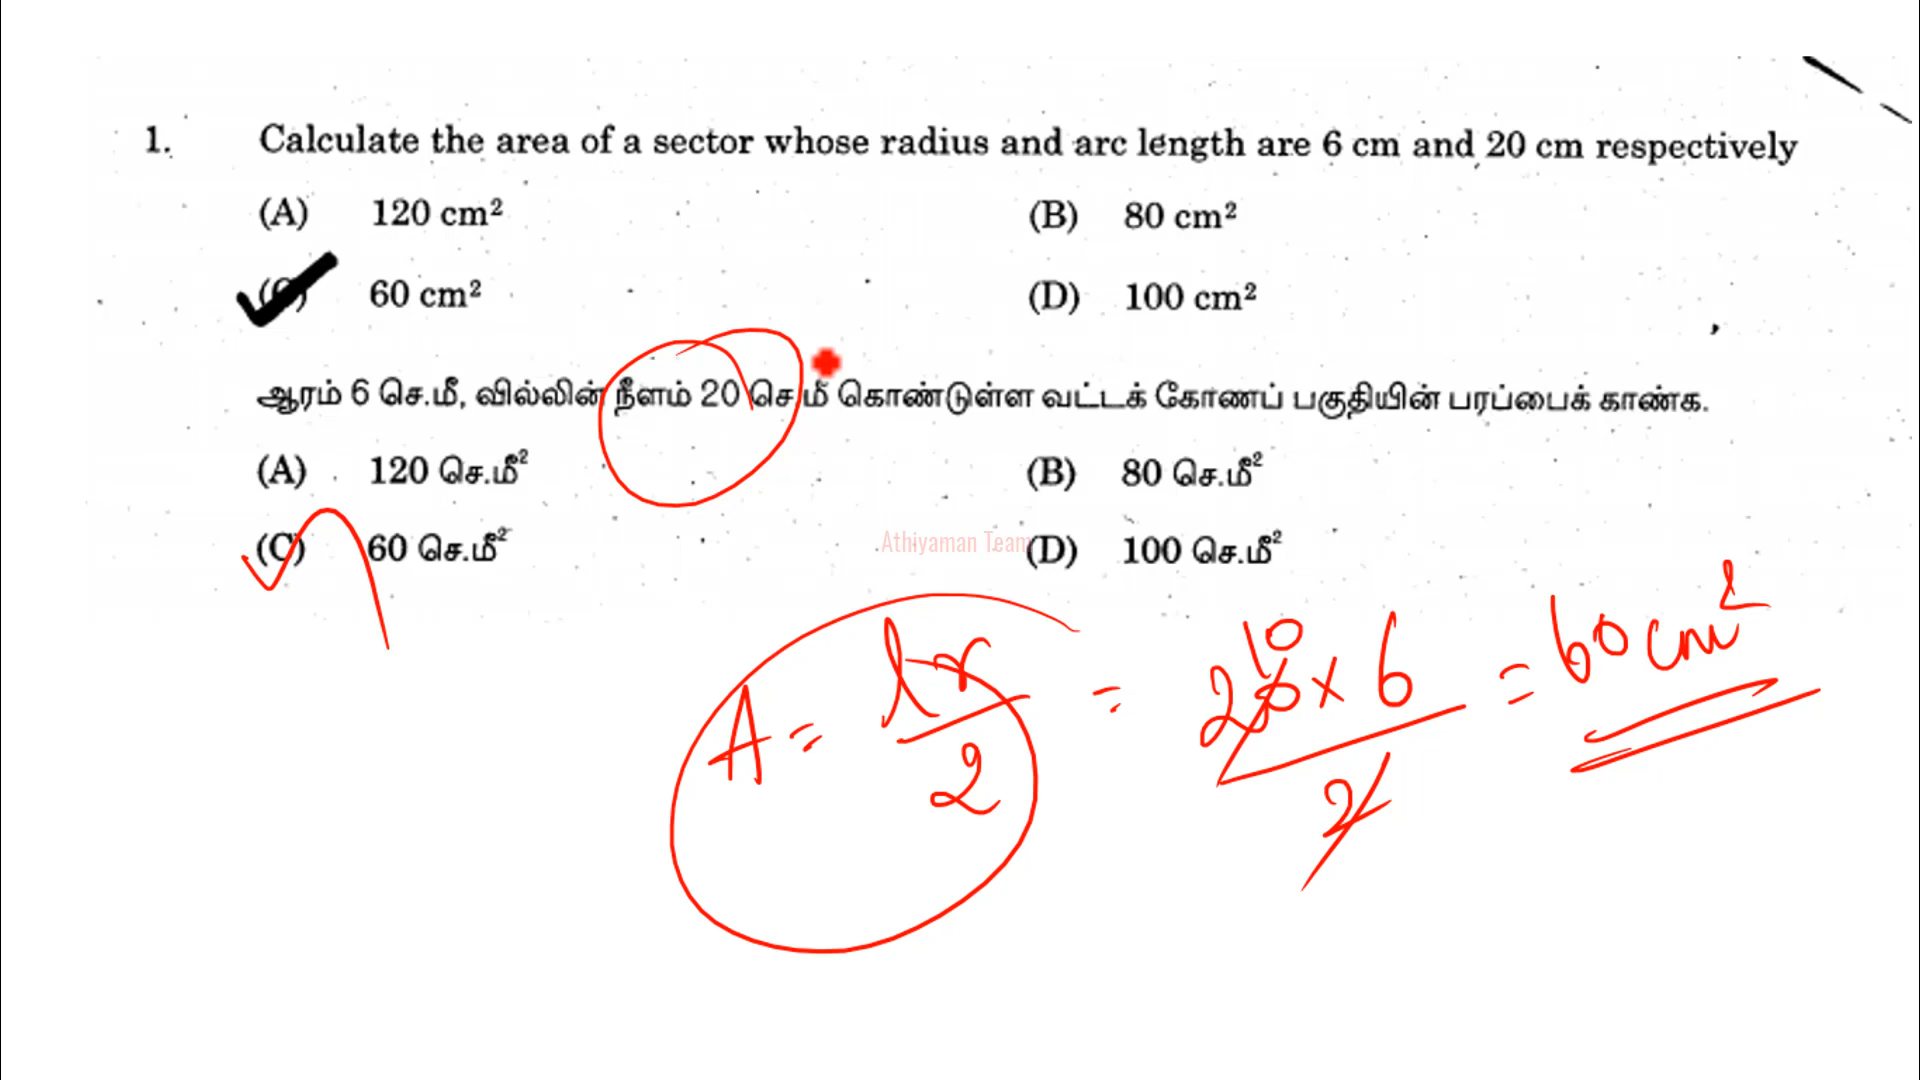 1. Calculate the area of a sector whose radius and arc length are 6 cm and 20 cm respectively
(A) 120 cm² (B) 80 cm²
(C) 60 cm² (D) 100 cm²
ஆரம் 6 செ.மீ, வில்லின் நீளம் 20 செ.மீ கொண்டுள்ள வட்டக் கோணப் பகுதியின் பரப்பைக் காண்க.
(A) 120 செ.மீ² (B) 80 செ.மீ²
(C) 60 செ.மீ² (D) 100 செ.மீ²
Athiyaman Team
A = lr/2 = 20 10 × 6/2 = 60 cm²